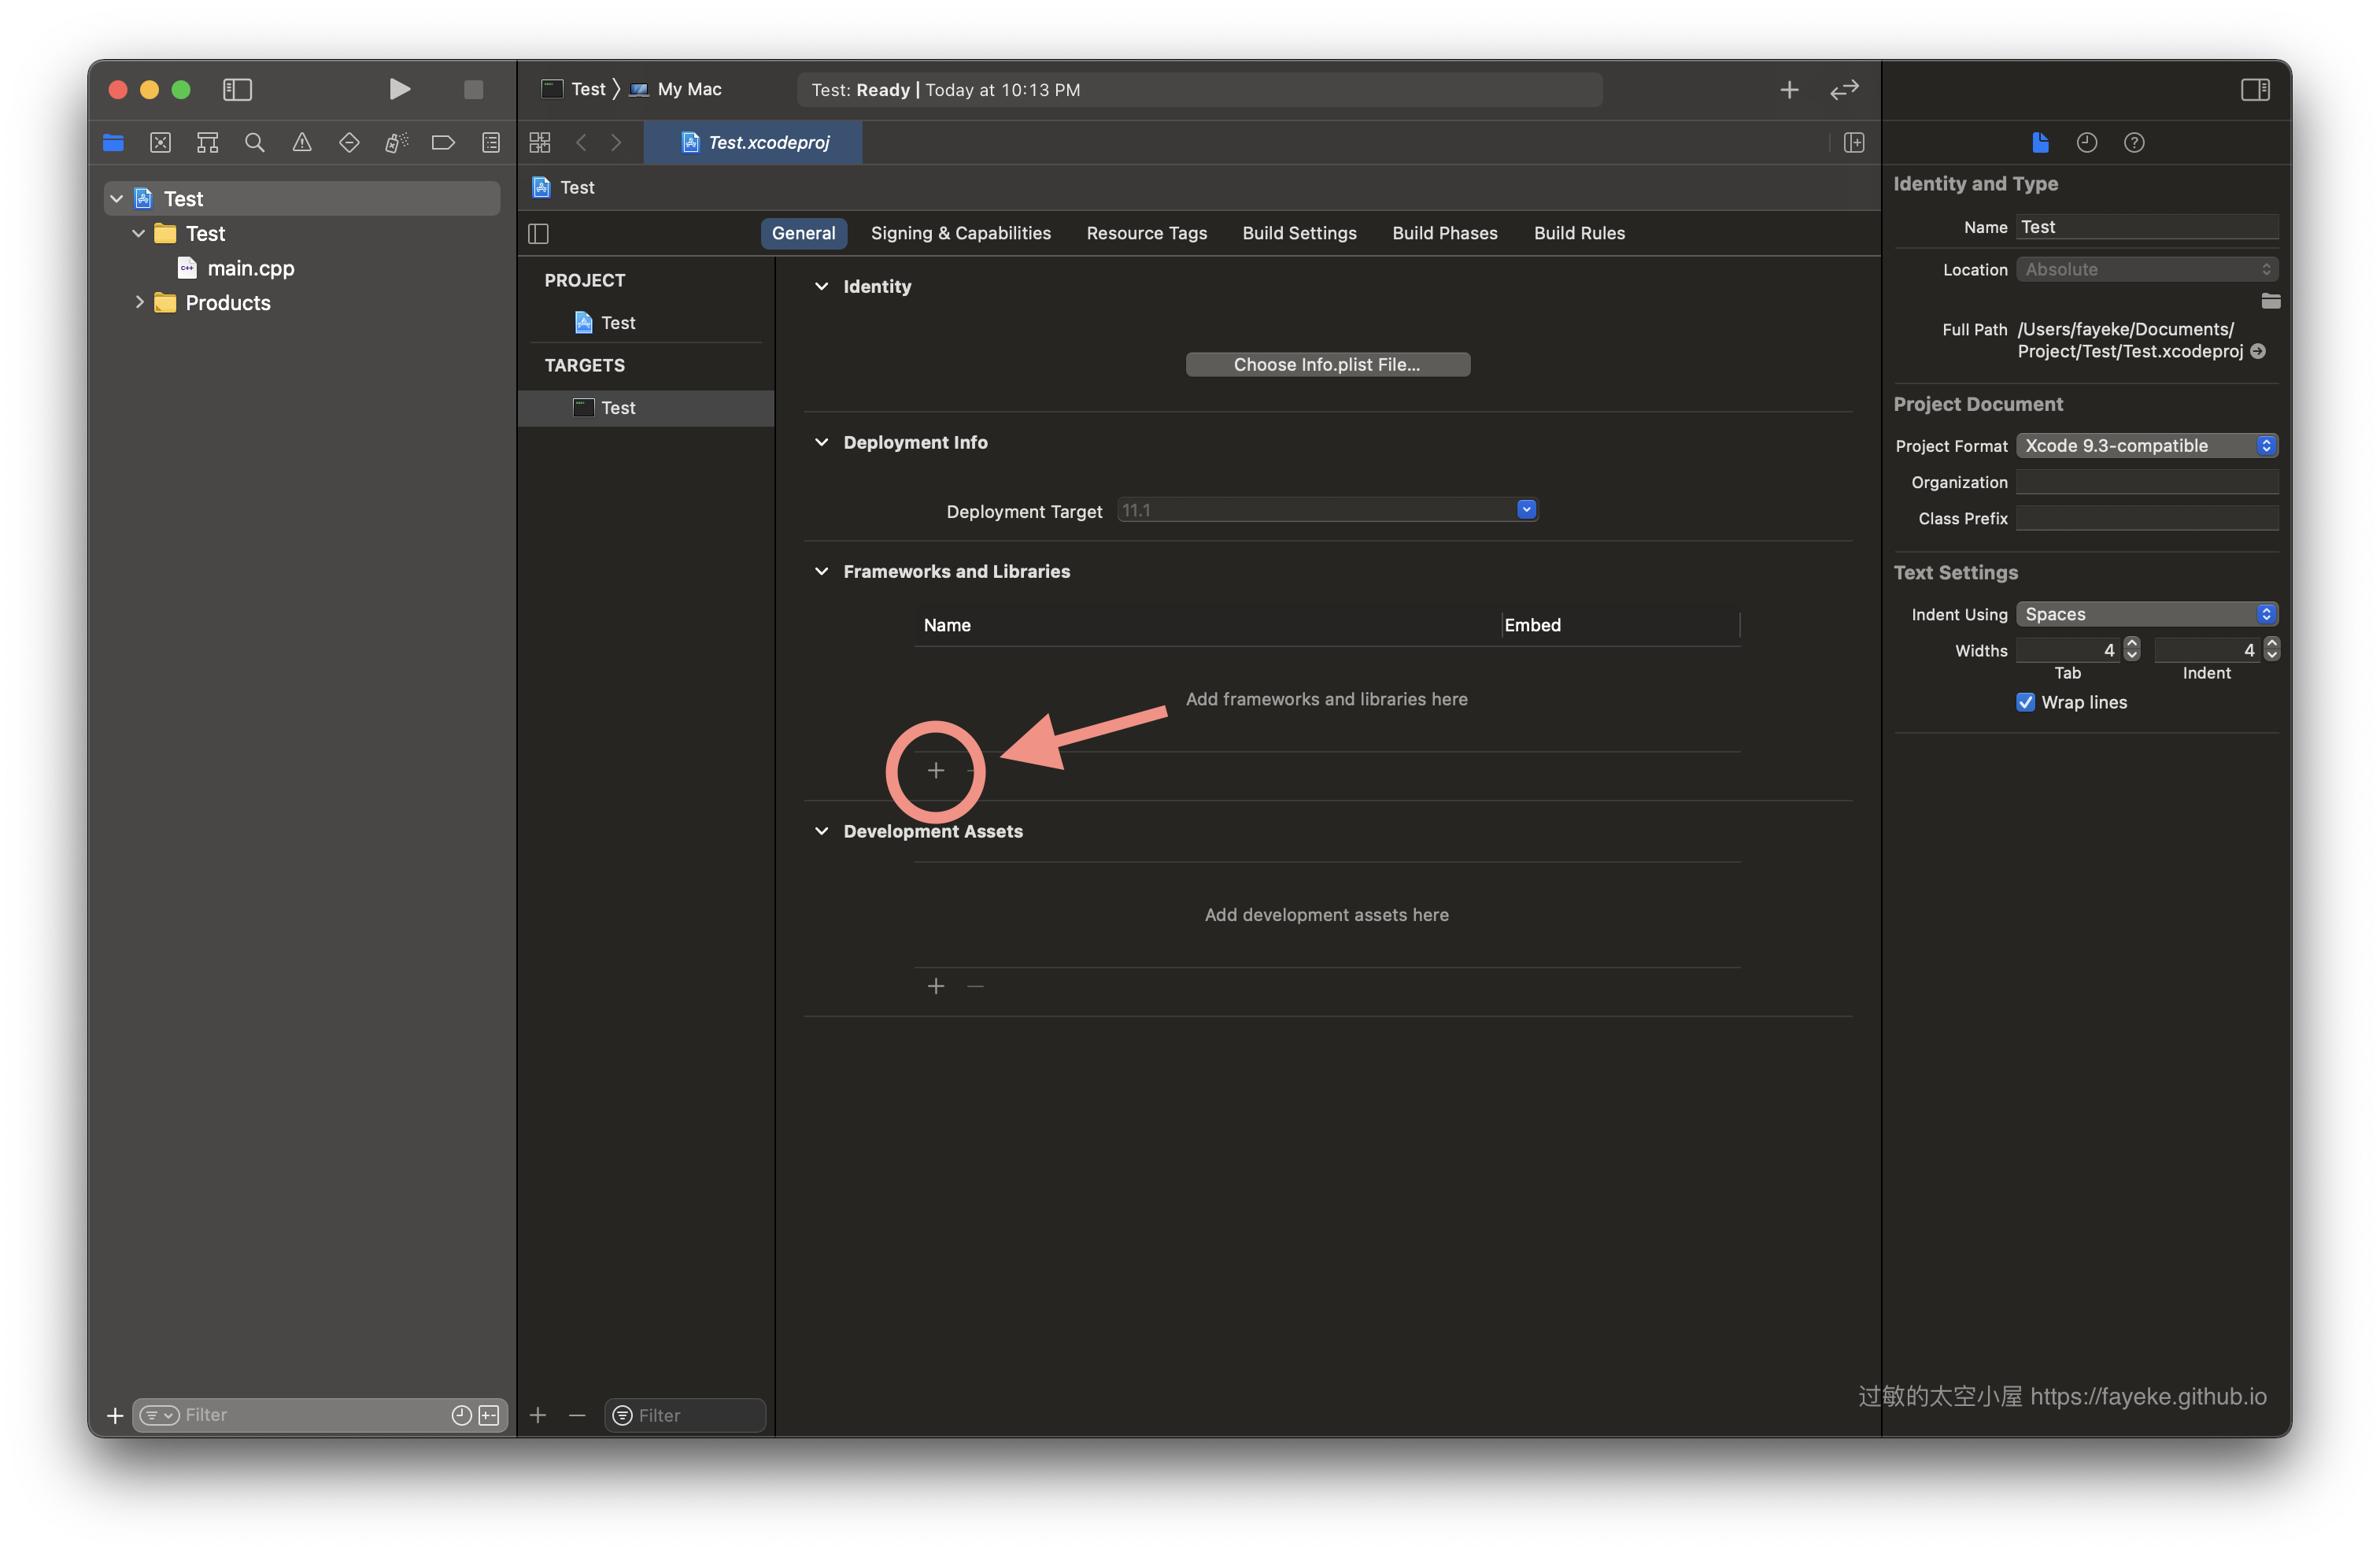 Test 〉 My Mac
Test: Ready | Today at 10:13 PM
Test.xcodeproj
Test
Test
main.cpp
Products
Filter
Test
General
Signing & Capabilities
Resource Tags
Build Settings
Build Phases
Build Rules
PROJECT
Test
TARGETS
Test
Filter
Identity
Choose Info.plist File...
Deployment Info
Deployment Target 11.1
Frameworks and Libraries
Name Embed
Add frameworks and libraries here
Development Assets
Add development assets here
Identity and Type
Name Test
Location Absolute
Full Path /Users/fayeke/Documents/
Project/Test/Test.xcodeproj
Project Document
Project Format Xcode 9.3-compatible
Organization
Class Prefix
Text Settings
Indent Using Spaces
Widths 4 4
Tab Indent
Wrap lines
过敏的太空小屋 https://fayeke.github.io